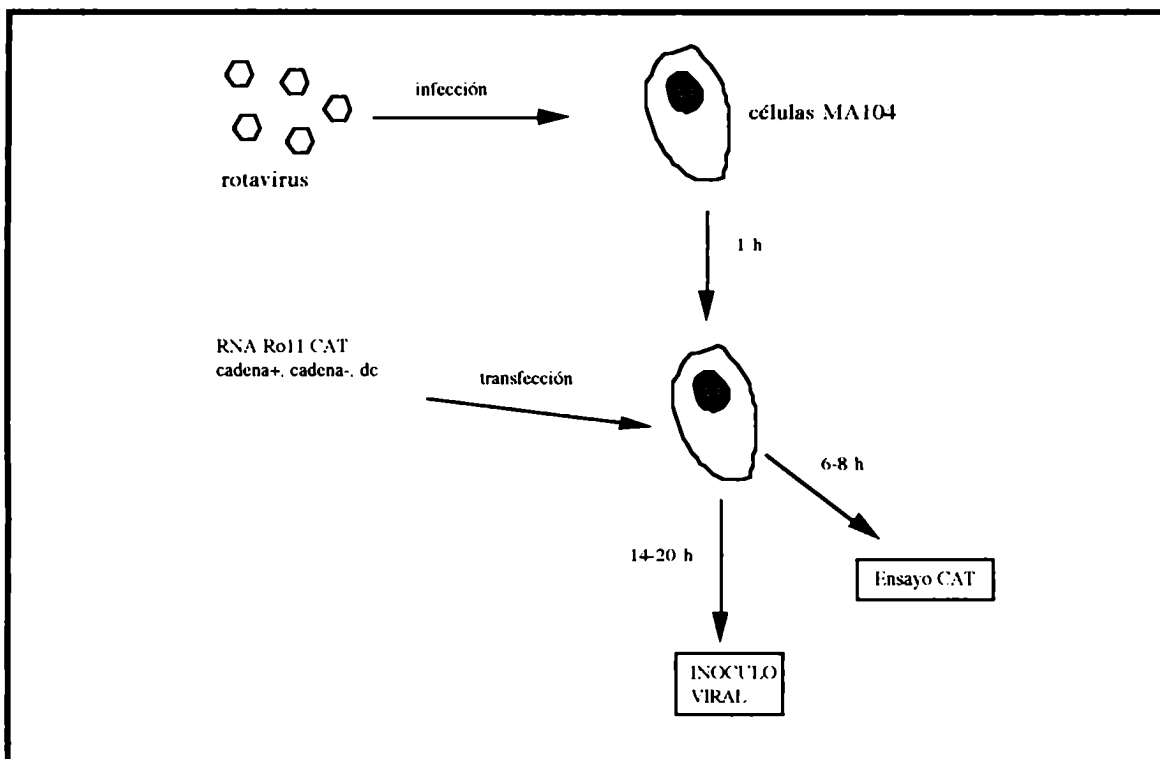 infección
células MA104
rotavirus
1 h
RNA Ro11 CAT
cadena+, cadena-, dc
transfección
6-8 h
14-20 h
Ensayo CAT
INOCULO
VIRAL